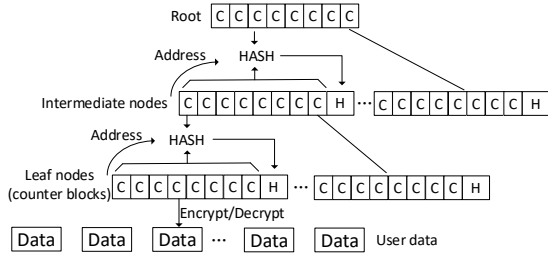 Root C C C C C C C C
Address HASH
Intermediate nodes C C C C C C C C H ... C C C C C C C C H
Address HASH
Leaf nodes (counter blocks) C C C C C C C C H ... C C C C C C C C H
Encrypt/Decrypt
Data Data Data ... Data Data User data